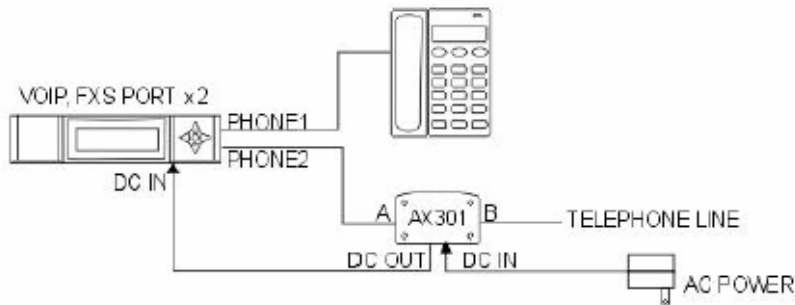 VOIP, FXS PORT x2
PHONE1
PHONE2
DC IN
A AX301 B
TELEPHONE LINE
DC OUT
DC IN
AC POWER